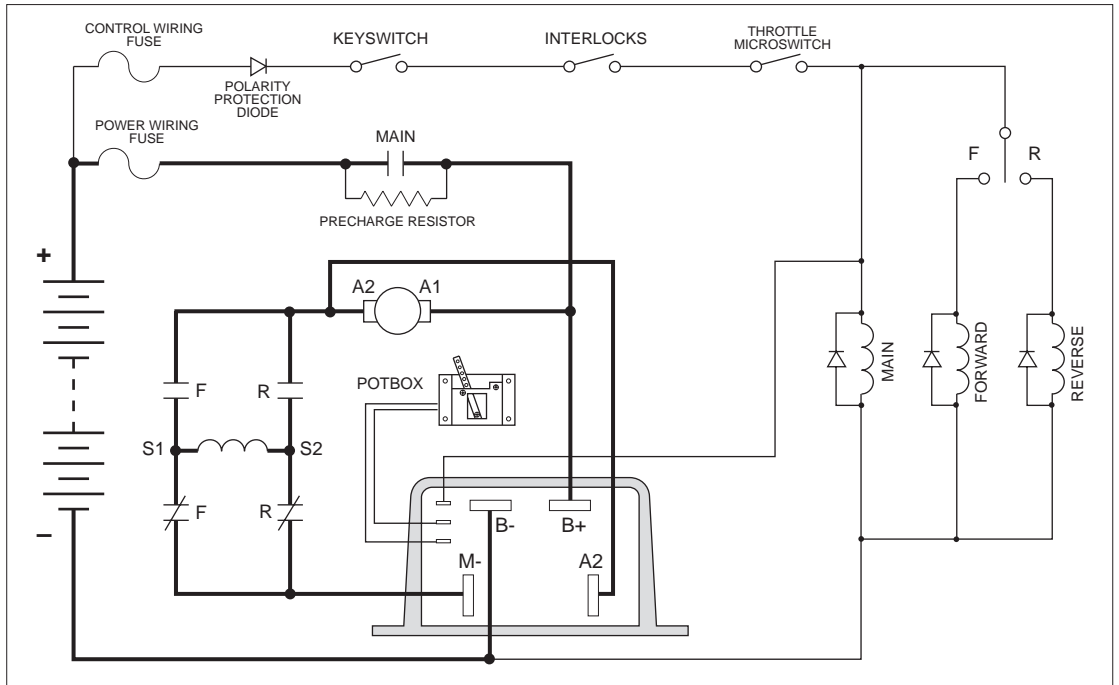 CONTROL WIRING
FUSE
KEYSWITCH
INTERLOCKS
THROTTLE
MICROSWITCH
POLARITY
PROTECTION
DIODE
POWER WIRING
FUSE
MAIN
F
R
PRECHARGE RESISTOR
+
A2
A1
MAIN
FORWARD
REVERSE
POTBOX
F
R
S1
S2
F
R
B-
B+
–
M-
A2